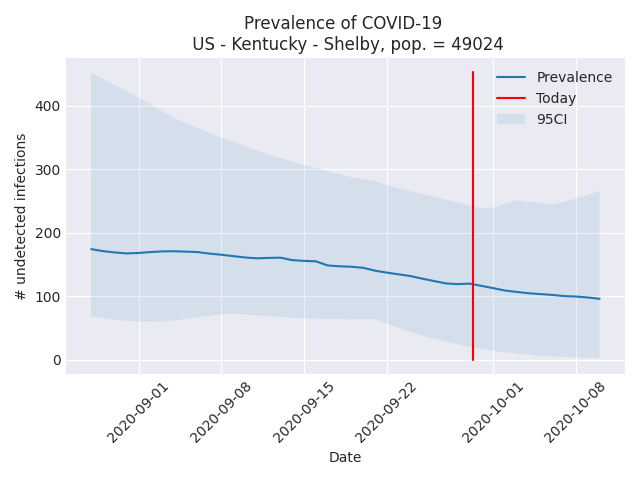 Prevalence of COVID-19
US - Kentucky - Shelby, pop. = 49024
Prevalence
Today
95CI
# undetected infections
400
300
200
100
0
2020-09-01
2020-09-08
2020-09-15
2020-09-22
2020-10-01
2020-10-08
Date